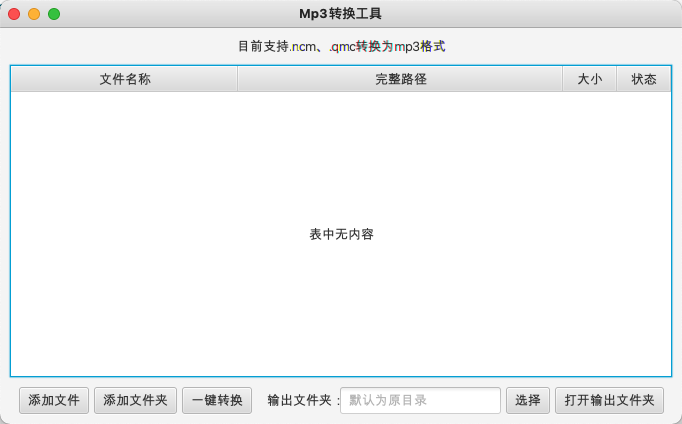 Mp3转换工具
目前支持.ncm、.qmc转换为mp3格式
文件名称 完整路径 大小 状态
表中无内容
添加文件 添加文件夹 一键转换 输出文件夹 : 默认为原目录 选择 打开输出文件夹